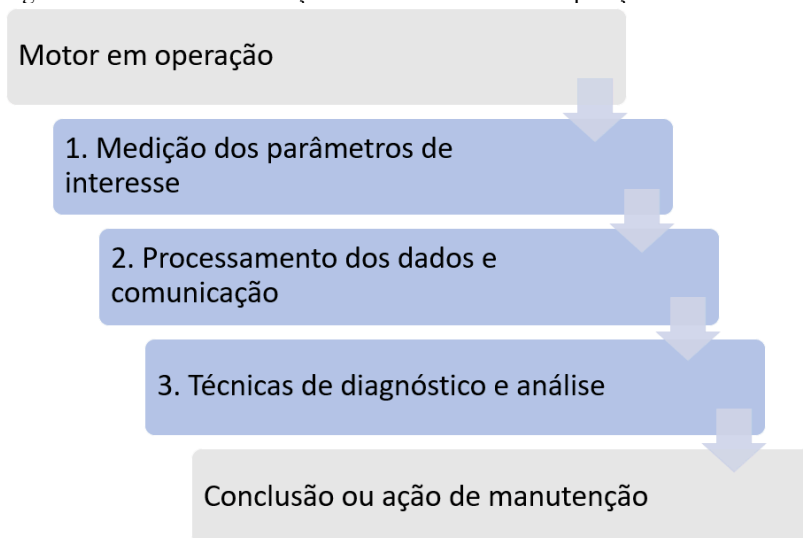 Motor em operação
1. Medição dos parâmetros de
interesse
2. Processamento dos dados e
comunicação
3. Técnicas de diagnóstico e análise
Conclusão ou ação de manutenção